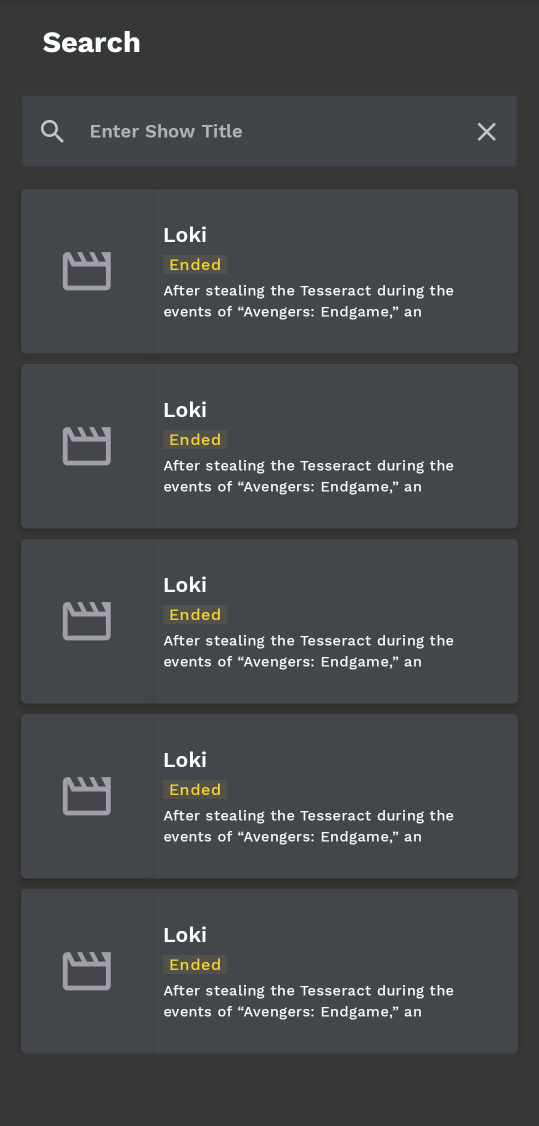 Search
Enter Show Title
Loki
Ended
After stealing the Tesseract during the
events of “Avengers: Endgame,” an
Loki
Ended
After stealing the Tesseract during the
events of “Avengers: Endgame,” an
Loki
Ended
After stealing the Tesseract during the
events of “Avengers: Endgame,” an
Loki
Ended
After stealing the Tesseract during the
events of “Avengers: Endgame,” an
Loki
Ended
After stealing the Tesseract during the
events of “Avengers: Endgame,” an